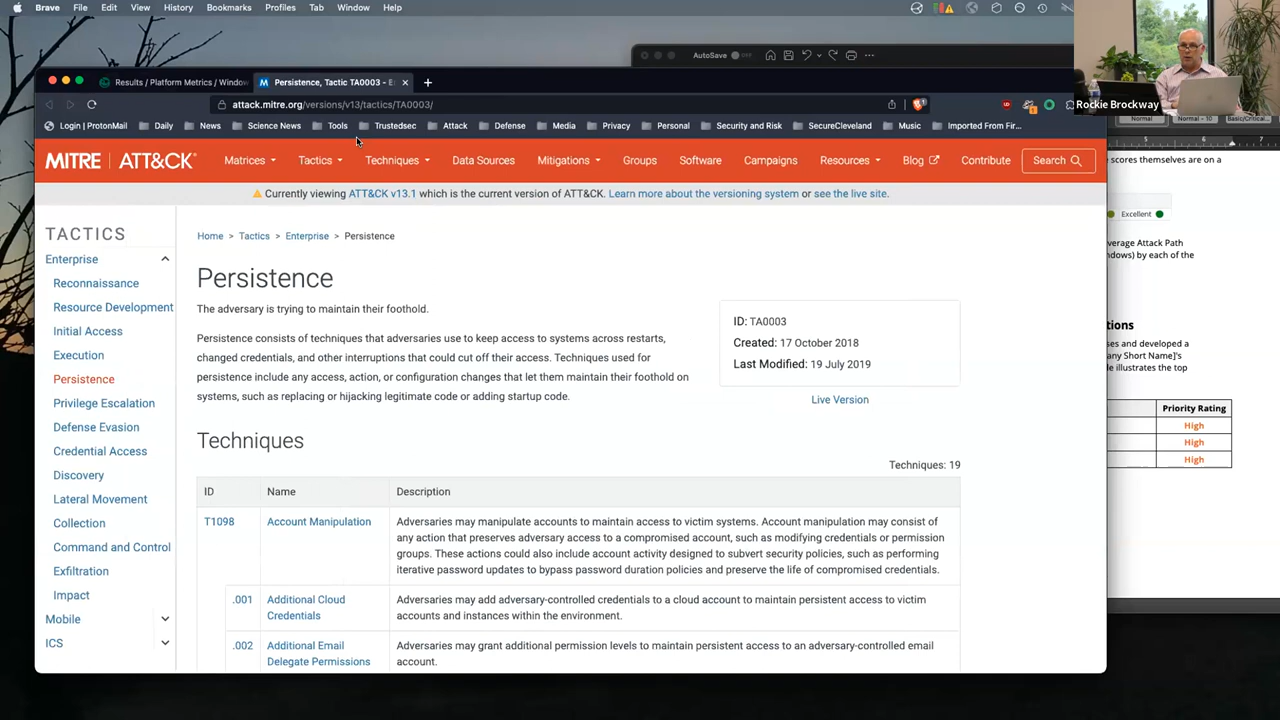 Brave File Edit View History Bookmarks Profiles Tab Window Help
AutoSave
Results / Platform Metrics / Window
Persistence, Tactic TA0003 - E
attack.mitre.org/versions/v13/tactics/TA0003/
Rockie Brockway
Login | ProtonMail Daily News Science News Tools Trustedsec Attack Defense Media Privacy Personal Security and Risk SecureCleveland Music Imported From Fir...
Normal Normal - 10 Basic/Critical...
MITRE | ATT&CK® Matrices Tactics Techniques Data Sources Mitigations Groups Software Campaigns Resources Blog Contribute Search
scores themselves are on a
Currently viewing ATT&CK v13.1 which is the current version of ATT&CK. Learn more about the versioning system or see the live site.
Excellent
verage Attack Path
ndows) by each of the
tions
ses and developed a
any Short Name]'s
le illustrates the top
Priority Rating
High
High
High
TACTICS
Enterprise
Reconnaissance
Resource Development
Initial Access
Execution
Persistence
Privilege Escalation
Defense Evasion
Credential Access
Discovery
Lateral Movement
Collection
Command and Control
Exfiltration
Impact
Mobile
ICS
Home > Tactics > Enterprise > Persistence
Persistence
The adversary is trying to maintain their foothold.
Persistence consists of techniques that adversaries use to keep access to systems across restarts,
changed credentials, and other interruptions that could cut off their access. Techniques used for
persistence include any access, action, or configuration changes that let them maintain their foothold on
systems, such as replacing or hijacking legitimate code or adding startup code.
ID: TA0003
Created: 17 October 2018
Last Modified: 19 July 2019
Live Version
Techniques
Techniques: 19
ID Name Description
T1098 Account Manipulation Adversaries may manipulate accounts to maintain access to victim systems. Account manipulation may consist of
any action that preserves adversary access to a compromised account, such as modifying credentials or permission
groups. These actions could also include account activity designed to subvert security policies, such as performing
iterative password updates to bypass password duration policies and preserve the life of compromised credentials.
.001 Additional Cloud Credentials Adversaries may add adversary-controlled credentials to a cloud account to maintain persistent access to victim
accounts and instances within the environment.
.002 Additional Email Delegate Permissions Adversaries may grant additional permission levels to maintain persistent access to an adversary-controlled email
account.